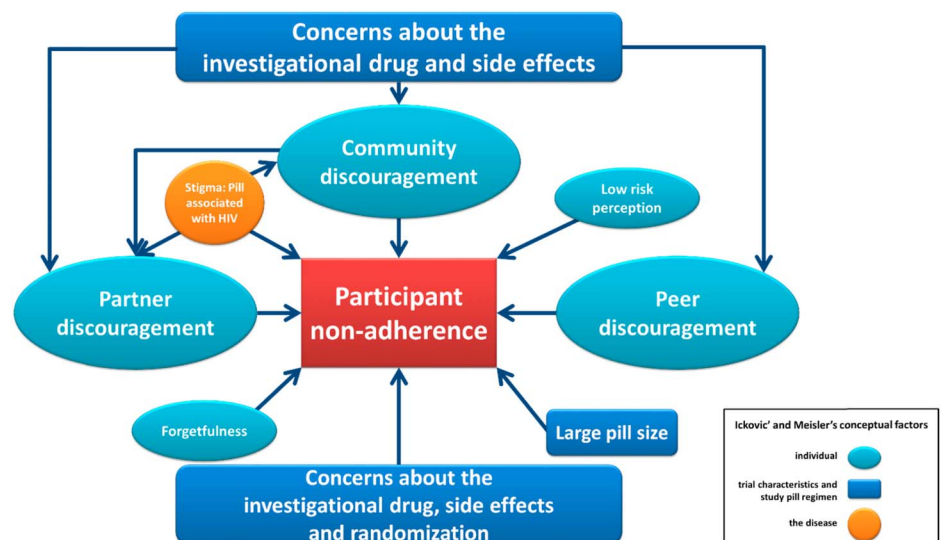 Concerns about the
investigational drug and side effects
Community
discouragement
Stigma: Pill
associated
with HIV
Low risk
perception
Partner
discouragement
Participant
non-adherence
Peer
discouragement
Forgetfulness
Large pill size
Concerns about the
investigational drug, side effects
and randomization
Ickovic' and Meisler's conceptual factors
individual
trial characteristics and
study pill regimen
the disease